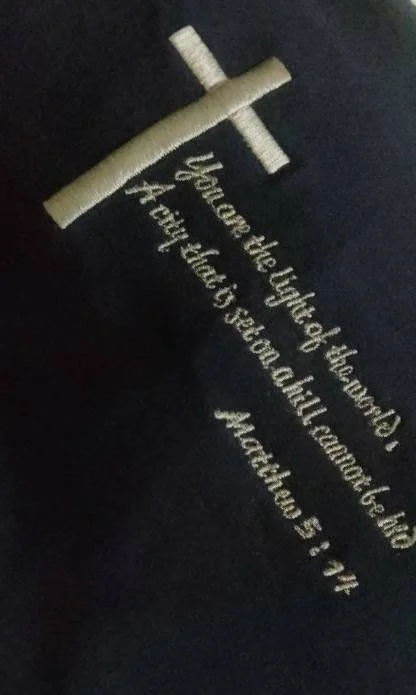 You are the light of the world,
A city that is set on a hill cannot be hid
Matthew 5:14